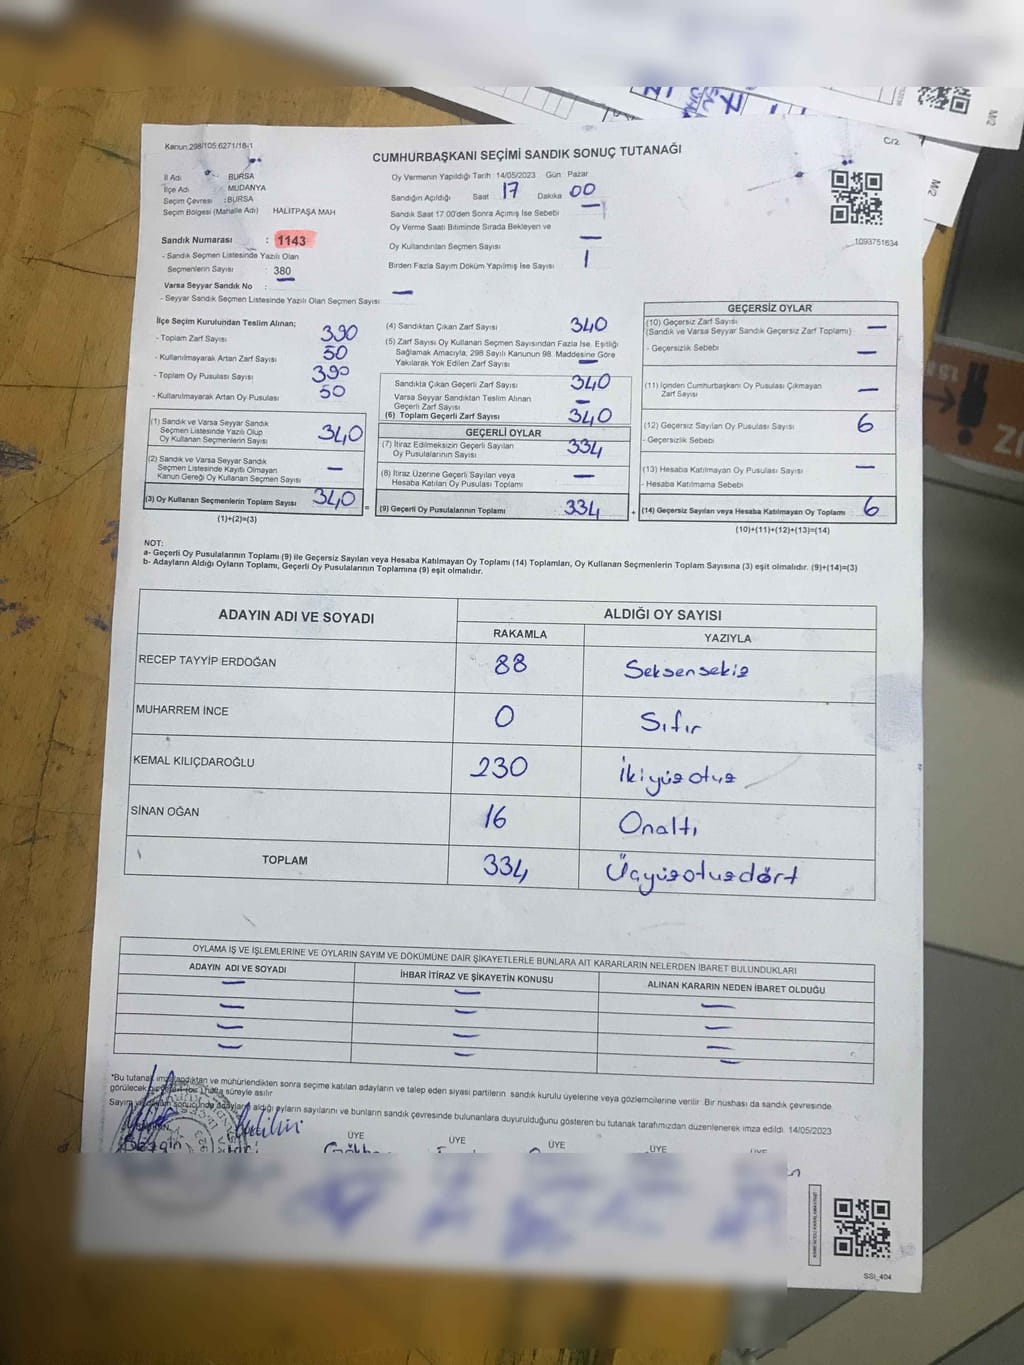 Kanun 298/105:6271/16-1
C/2
CUMHURBAŞKANI SEÇİMİ SANDIK SONUÇ TUTANAĞI
İl Adı : BURSA
İlçe Adı : MUDANYA
Seçim Çevresi : BURSA
Seçim Bölgesi (Mahalle Adı) HALITPAŞA MAH
Sandık Numarası : 1143
- Sandık Seçmen Listesinde Yazılı Olan
Seçmenlerin Sayısı : 380
Varsa Seyyar Sandık No : —
- Seyyar Sandık Seçmen Listesinde Yazılı Olan Seçmen Sayısı
Oy Vermenin Yapıldığı Tarih : 14/05/2023 Gün Pazar
Sandığın Açıldığı Saat 17 Dakika 00
Sandık Saat 17:00'den Sonra Açımış İse Sebebi —
Oy Verme Saati Bitiminde Sırada Bekleyen ve
Oy Kullandırılan Seçmen Sayısı —
Birden Fazla Sayım Döküm Yapılmış İse Sayısı 1
1093751634
İlçe Seçim Kurulundan Teslim Alınan;
- Toplam Zarf Sayısı 390
- Kullanılmayarak Artan Zarf Sayısı 50
- Toplam Oy Pusulası Sayısı 390
- Kullanılmayarak Artan Oy Pusulası 50
(1) Sandık ve Varsa Seyyar Sandık
Seçmen Listesinde Yazılı Olup
Oy Kullanan Seçmenlerin Sayısı 340
(2) Sandık ve Varsa Seyyar Sandık
Seçmen Listesinde Kayıtlı Olmayan
Kanun Gereği Oy Kullanan Seçmen Sayısı —
(3) Oy Kullanan Seçmenlerin Toplam Sayısı 340 =
(1)+(2)=(3)
(4) Sandıktan Çıkan Zarf Sayısı 340
(5) Zarf Sayısı Oy Kullanan Seçmen Sayısından Fazla İse, Eşitliği
Sağlamak Amacıyla, 298 Sayılı Kanunun 98. Maddesine Göre
Yakılarak Yok Edilen Zarf Sayısı —
Sandıkta Çıkan Geçerli Zarf Sayısı 340
Varsa Seyyar Sandıktan Teslim Alınan
Geçerli Zarf Sayısı —
(6) Toplam Geçerli Zarf Sayısı 340
GEÇERLİ OYLAR
(7) İtiraz Edilmeksizin Geçerli Sayılan
Oy Pusulalarının Sayısı 334
(8) İtiraz Üzerine Geçerli Sayılan veya
Hesaba Katılan Oy Pusulası Toplamı —
(9) Geçerli Oy Pusulalarının Toplamı 334 +
GEÇERSİZ OYLAR
(10) Geçersiz Zarf Sayısı —
(Sandık ve Varsa Seyyar Sandık Geçersiz Zarf Toplamı)
- Geçersizlik Sebebi —
(11) İçinden Cumhurbaşkanı Oy Pusulası Çıkmayan
Zarf Sayısı —
(12) Geçersiz Sayılan Oy Pusulası Sayısı 6
- Geçersizlik Sebebi
(13) Hesaba Katılmayan Oy Pusulası Sayısı —
- Hesaba Katılmama Sebebi
(14) Geçersiz Sayılan veya Hesaba Katılmayan Oy Toplamı 6
(10)+(11)+(12)+(13)=(14)
NOT:
a- Geçerli Oy Pusulalarının Toplamı (9) ile Geçersiz Sayılan veya Hesaba Katılmayan Oy Toplamı (14) Toplamları, Oy Kullanan Seçmenlerin Toplam Sayısına (3) eşit olmalıdır. (9)+(14)=(3)
b- Adayların Aldığı Oyların Toplamı, Geçerli Oy Pusulalarının Toplamına (9) eşit olmalıdır.
ADAYIN ADI VE SOYADI ALDIĞI OY SAYISI
RAKAMLA YAZIYLA
RECEP TAYYİP ERDOĞAN 88 Seksensekiz
MUHARREM İNCE 0 Sıfır
KEMAL KILIÇDAROĞLU 230 İkiyüzotuz
SİNAN OĞAN 16 Onaltı
TOPLAM 334 Üçyüzotuzdört
OYLAMA İŞ VE İŞLEMLERİNE VE OYLARIN SAYIM VE DÖKÜMÜNE DAİR ŞİKAYETLERLE BUNLARA AİT KARARLARIN NELERDEN İBARET BULUNDUKLARI
ADAYIN ADI VE SOYADI İHBAR İTİRAZ VE ŞİKAYETİN KONUSU ALINAN KARARIN NEDEN İBARET OLDUĞU
— — —
— — —
— — —
— — —
*Bu tutanak imzalandıktan ve mühürlendikten sonra seçime katılan adayların ve talep eden siyasi partilerin sandık kurulu üyelerine ve gözlemcilerine verilir. Bir nüshası da sandık çevresinde
görülecek bir yere (bir) hafta süreyle asılır
Sayım ve döküm sonucunda adayların aldığı oyların sayılarını ve bunların sandık çevresinde bulunanlara duyurulduğunu gösteren bu tutanak tarafımızdan düzenlenerek imza edildi. 14/05/2023
ÜYE ÜYE ÜYE ÜYE ÜYE
SSI_404
M/2
M/2